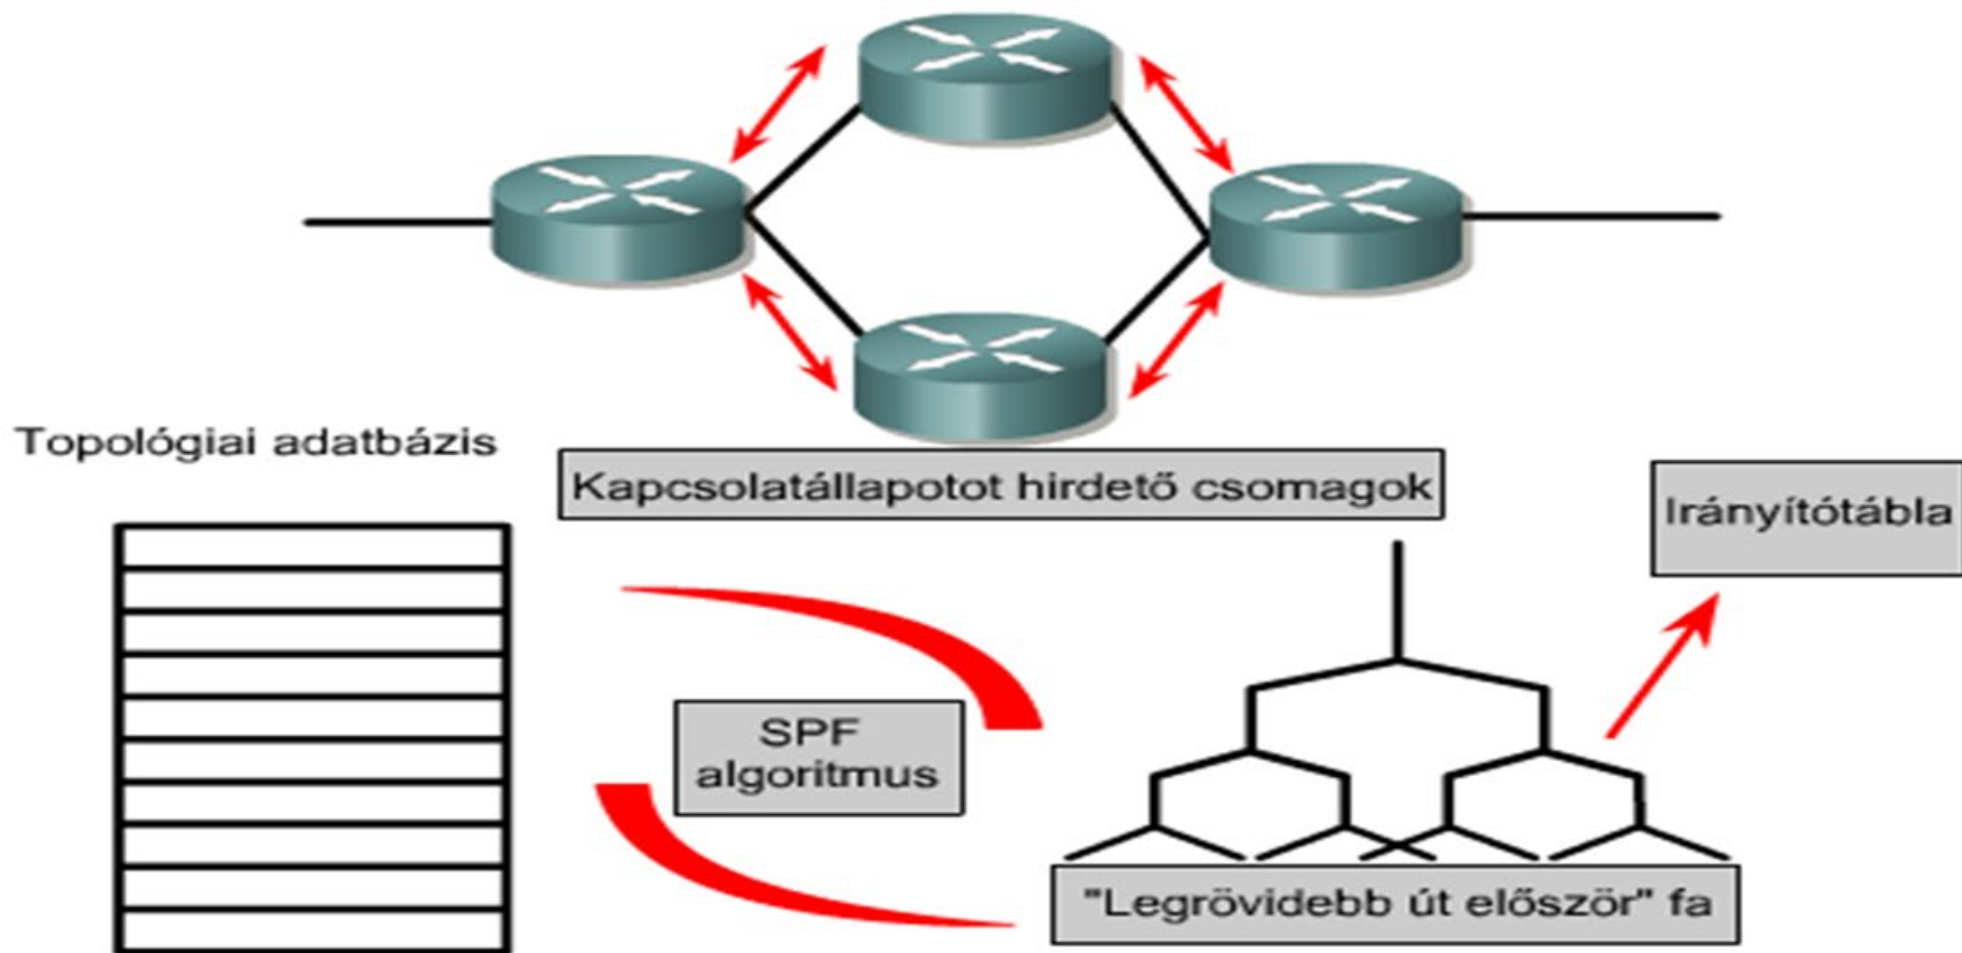 Topológiai adatbázis
Kapcsolatállapotot hirdető csomagok
Irányítótábla
SPF
algoritmus
"Legrövidebb út először" fa